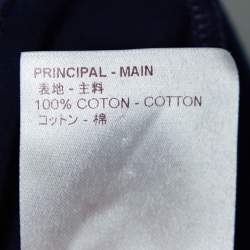 PRINCIPAL - MAIN
表地 - 主料
100% COTON - COTTON
コットン - 棉